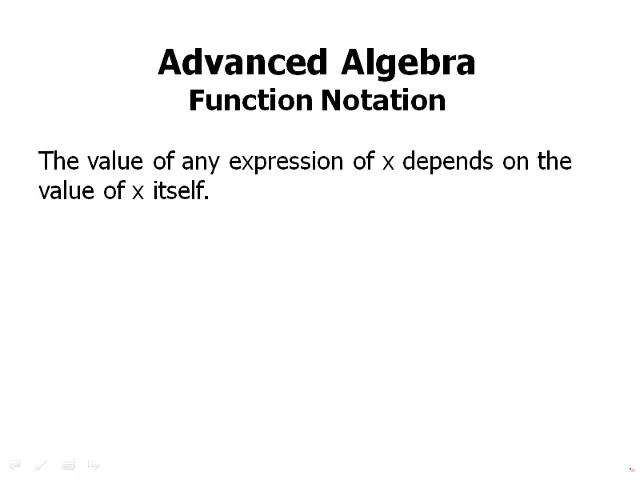 Advanced Algebra
Function Notation
The value of any expression of x depends on the
value of x itself.